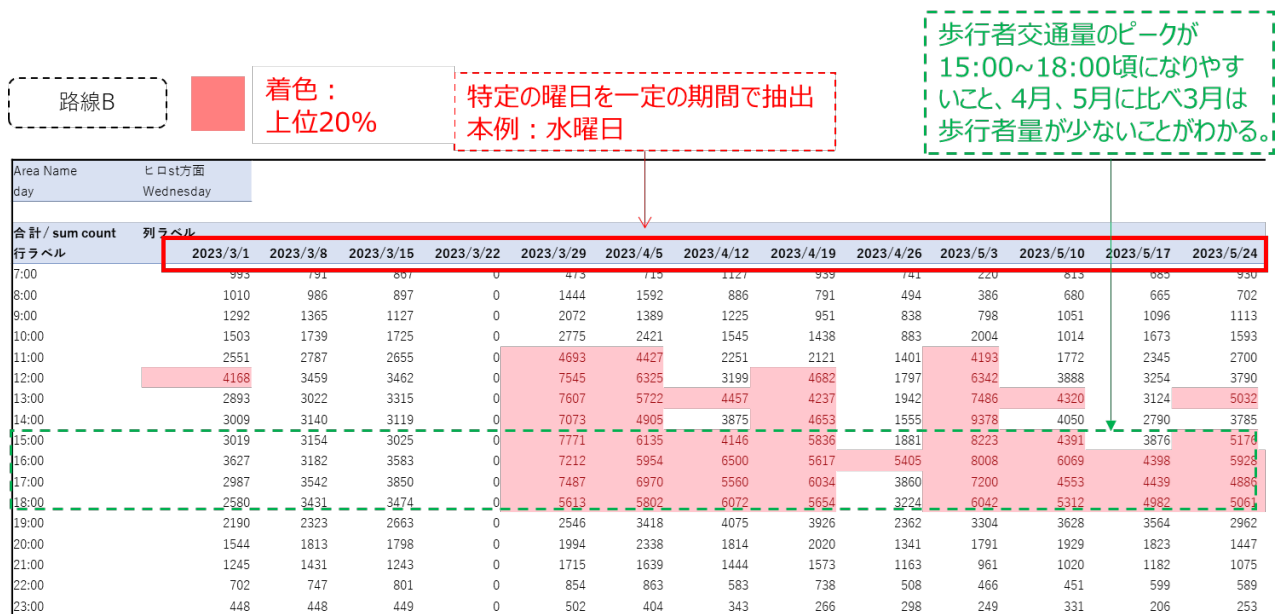 歩行者交通量のピークが
15:00~18:00頃になりやす
いこと、4月、5月に比べ3月は
歩行者量が少ないことがわかる。
路線B
着色：
上位20%
特定の曜日を一定の期間で抽出
本例：水曜日
Area Name ヒロst方面
day Wednesday
合計 / sum count 列ラベル
行ラベル 2023/3/1 2023/3/8 2023/3/15 2023/3/22 2023/3/29 2023/4/5 2023/4/12 2023/4/19 2023/4/26 2023/5/3 2023/5/10 2023/5/17 2023/5/24
7:00 993 791 867 0 473 715 1127 939 741 220 813 685 930
8:00 1010 986 897 0 1444 1592 886 791 494 386 680 665 702
9:00 1292 1365 1127 0 2072 1389 1225 951 838 798 1051 1096 1113
10:00 1503 1739 1725 0 2775 2421 1545 1438 883 2004 1014 1673 1593
11:00 2551 2787 2655 0 4693 4427 2251 2121 1401 4193 1772 2345 2700
12:00 4168 3459 3462 0 7545 6325 3199 4682 1797 6342 3888 3254 3790
13:00 2893 3022 3315 0 7607 5722 4457 4237 1942 7486 4320 3124 5032
14:00 3009 3140 3119 0 7073 4905 3875 4653 1555 9378 4050 2790 3785
15:00 3019 3154 3025 0 7771 6135 4146 5836 1881 8223 4391 3876 5176
16:00 3627 3182 3583 0 7212 5954 6500 5617 5405 8008 6069 4398 5928
17:00 2987 3542 3850 0 7487 6970 5560 6034 3860 7200 4553 4439 4886
18:00 2580 3431 3474 0 5613 5802 6072 5654 3224 6042 5312 4982 5061
19:00 2190 2323 2663 0 2546 3418 4075 3926 2362 3304 3628 3564 2962
20:00 1544 1813 1798 0 1994 2338 1814 2020 1341 1791 1929 1823 1447
21:00 1245 1431 1243 0 1715 1639 1444 1573 1163 961 1020 1182 1075
22:00 702 747 801 0 854 863 583 738 508 466 451 599 589
23:00 448 448 449 0 502 404 343 266 298 249 331 206 253